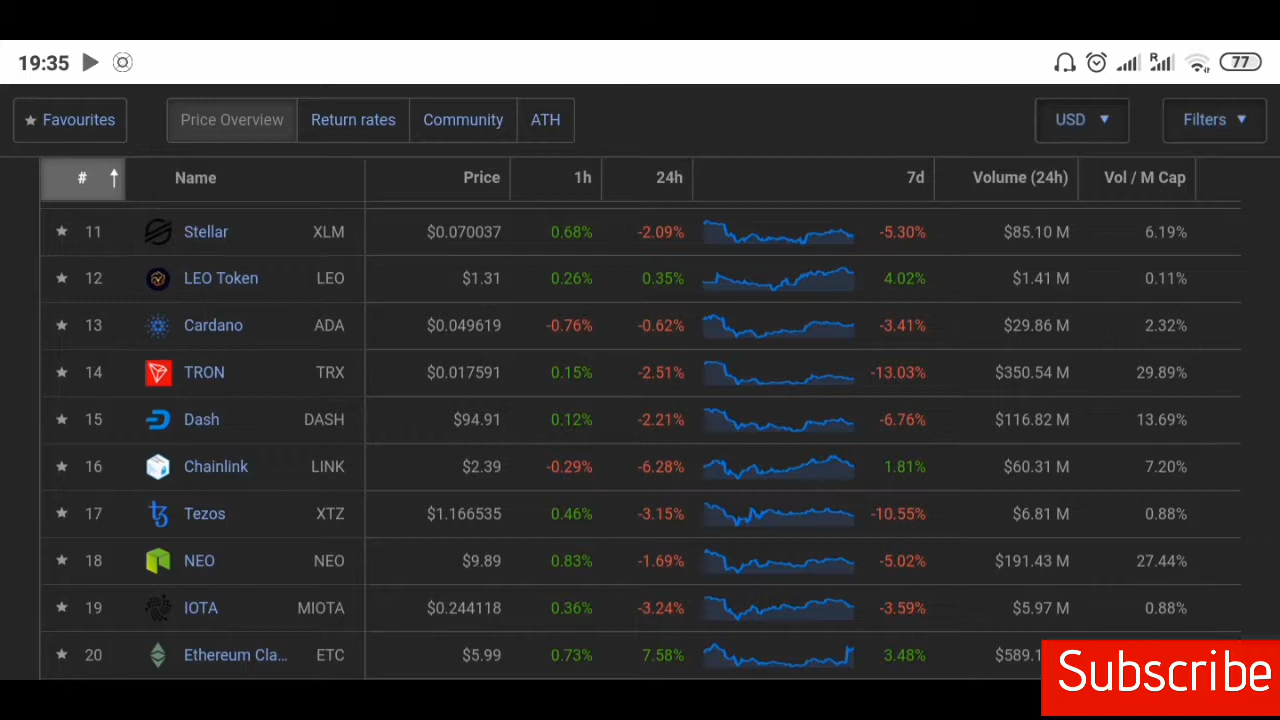 19:35 R 77
★ Favourites Price Overview Return rates Community ATH USD ▼ Filters ▼
# ↑ Name Price 1h 24h 7d Volume (24h) Vol / M Cap
★ 11 Stellar XLM $0.070037 0.68% -2.09% -5.30% $85.10 M 6.19%
★ 12 LEO Token LEO $1.31 0.26% 0.35% 4.02% $1.41 M 0.11%
★ 13 Cardano ADA $0.049619 -0.76% -0.62% -3.41% $29.86 M 2.32%
★ 14 TRON TRX $0.017591 0.15% -2.51% -13.03% $350.54 M 29.89%
★ 15 Dash DASH $94.91 0.12% -2.21% -6.76% $116.82 M 13.69%
★ 16 Chainlink LINK $2.39 -0.29% -6.28% 1.81% $60.31 M 7.20%
★ 17 Tezos XTZ $1.166535 0.46% -3.15% -10.55% $6.81 M 0.88%
★ 18 NEO NEO $9.89 0.83% -1.69% -5.02% $191.43 M 27.44%
★ 19 IOTA MIOTA $0.244118 0.36% -3.24% -3.59% $5.97 M 0.88%
★ 20 Ethereum Cla... ETC $5.99 0.73% 7.58% 3.48% $589.1
Subscribe